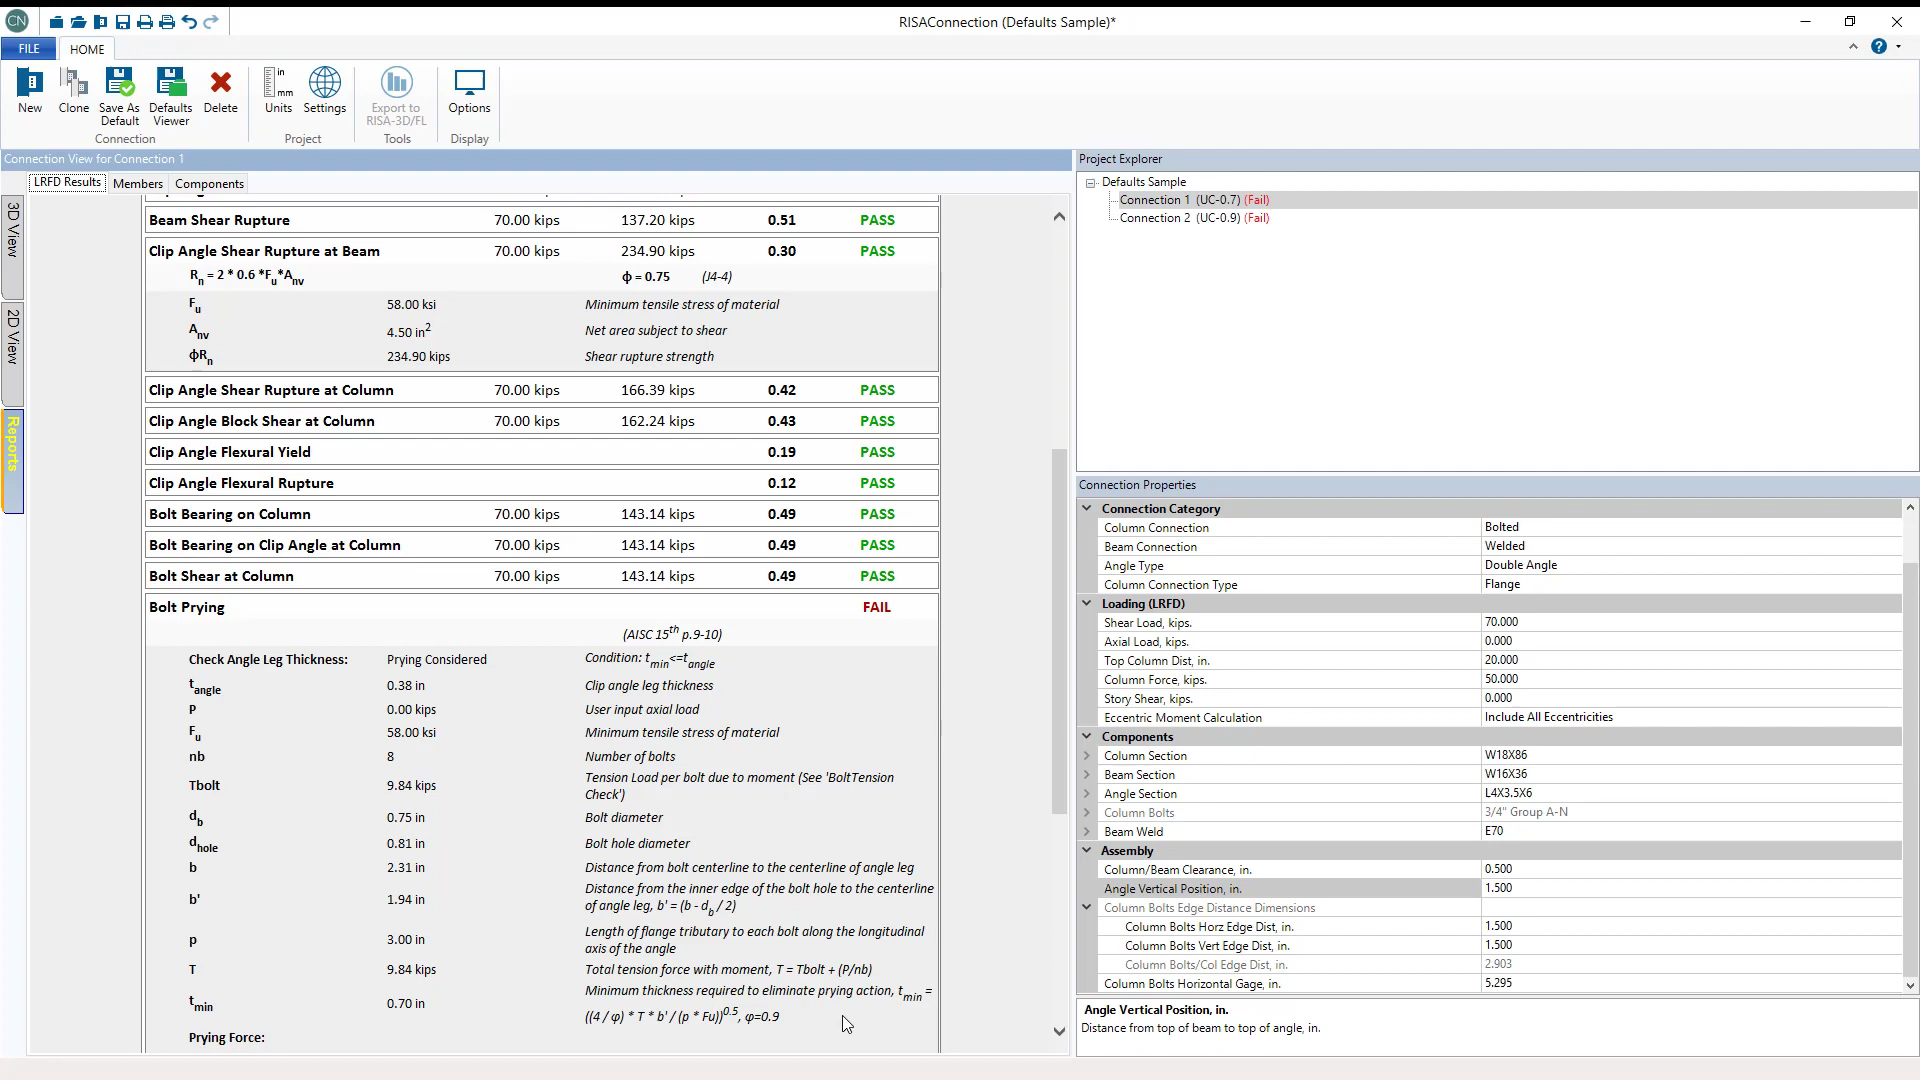 CN
RISAConnection (Defaults Sample)*
FILE
HOME
New
Clone
Save As
Default
Defaults
Viewer
Delete
in
mm
Units
Settings
Export to
RISA-3D/FL
Options
Connection
Project
Tools
Display
Connection View for Connection 1
LRFD Results
Members
Components
3D View
2D View
Reports
Beam Shear Rupture 70.00 kips 137.20 kips 0.51 PASS
Clip Angle Shear Rupture at Beam 70.00 kips 234.90 kips 0.30 PASS
Rn = 2 * 0.6 *Fu*Anv ϕ = 0.75 (J4-4)
Fu 58.00 ksi Minimum tensile stress of material
Anv 4.50 in2 Net area subject to shear
ϕRn 234.90 kips Shear rupture strength
Clip Angle Shear Rupture at Column 70.00 kips 166.39 kips 0.42 PASS
Clip Angle Block Shear at Column 70.00 kips 162.24 kips 0.43 PASS
Clip Angle Flexural Yield 0.19 PASS
Clip Angle Flexural Rupture 0.12 PASS
Bolt Bearing on Column 70.00 kips 143.14 kips 0.49 PASS
Bolt Bearing on Clip Angle at Column 70.00 kips 143.14 kips 0.49 PASS
Bolt Shear at Column 70.00 kips 143.14 kips 0.49 PASS
Bolt Prying FAIL
(AISC 15th p.9-10)
Check Angle Leg Thickness: Prying Considered Condition: tmin<=tangle
tangle 0.38 in Clip angle leg thickness
P 0.00 kips User input axial load
Fu 58.00 ksi Minimum tensile stress of material
nb 8 Number of bolts
Tbolt 9.84 kips Tension Load per bolt due to moment (See 'BoltTension
Check')
db 0.75 in Bolt diameter
dhole 0.81 in Bolt hole diameter
b 2.31 in Distance from bolt centerline to the centerline of angle leg
b' 1.94 in Distance from the inner edge of the bolt hole to the centerline
of angle leg, b' = (b - db / 2)
p 3.00 in Length of flange tributary to each bolt along the longitudinal
axis of the angle
T 9.84 kips Total tension force with moment, T = Tbolt + (P/nb)
tmin 0.70 in Minimum thickness required to eliminate prying action, tmin =
((4 / φ) * T * b' / (p * Fu))0.5, φ=0.9
Prying Force:
Project Explorer
Defaults Sample
Connection 1 (UC-0.7) (Fail)
Connection 2 (UC-0.9) (Fail)
Connection Properties
Connection Category
Column Connection Bolted
Beam Connection Welded
Angle Type Double Angle
Column Connection Type Flange
Loading (LRFD)
Shear Load, kips. 70.000
Axial Load, kips. 0.000
Top Column Dist, in. 20.000
Column Force, kips. 50.000
Story Shear, kips. 0.000
Eccentric Moment Calculation Include All Eccentricities
Components
Column Section W18X86
Beam Section W16X36
Angle Section L4X3.5X6
Column Bolts 3/4" Group A-N
Beam Weld E70
Assembly
Column/Beam Clearance, in. 0.500
Angle Vertical Position, in. 1.500
Column Bolts Edge Distance Dimensions
Column Bolts Horz Edge Dist, in. 1.500
Column Bolts Vert Edge Dist, in. 1.500
Column Bolts/Col Edge Dist, in. 2.903
Column Bolts Horizontal Gage, in. 5.295
Angle Vertical Position, in.
Distance from top of beam to top of angle, in.